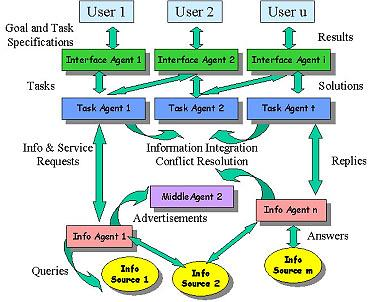 User 1 User 2 User u
Goal and Task
Specifications
Results
Interface Agent 1 Interface Agent 2 Interface Agent i
Tasks Solutions
Task Agent 1 Task Agent 2 Task Agent t
Info & Service
Requests
Information Integration
Conflict Resolution
Replies
MiddleAgent 2
Info Agent n
Advertisements
Info Agent 1
Answers
Queries
Info
Source 1
Info
Source 2
Info
Source m